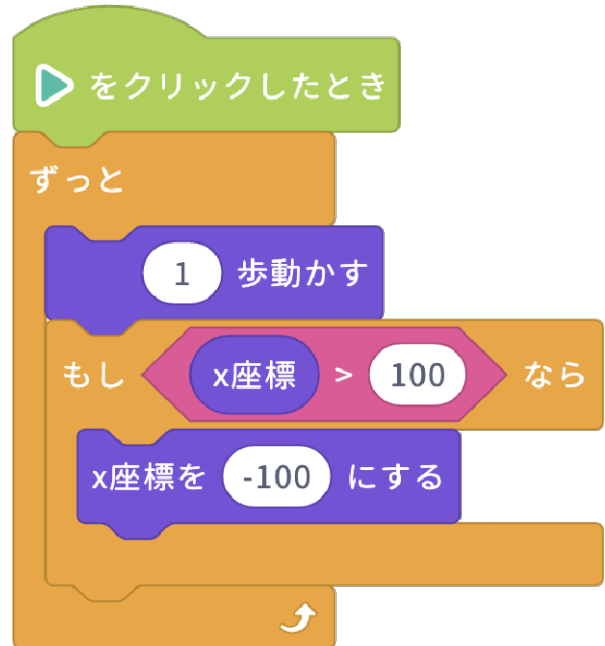 をクリックしたとき
ずっと
1 歩動かす
もし x座標 > 100 なら
x座標を -100 にする